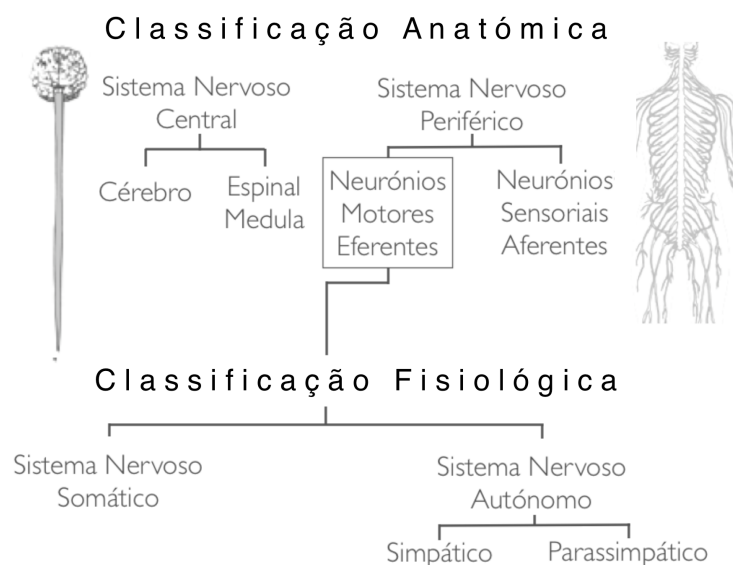 Classificação Anatómica
Sistema Nervoso
Central
Sistema Nervoso
Periférico
Cérebro
Espinal
Medula
Neurónios
Motores
Eferentes
Neurónios
Sensoriais
Aferentes
Classificação Fisiológica
Sistema Nervoso
Somático
Sistema Nervoso
Autónomo
Simpático
Parassimpático